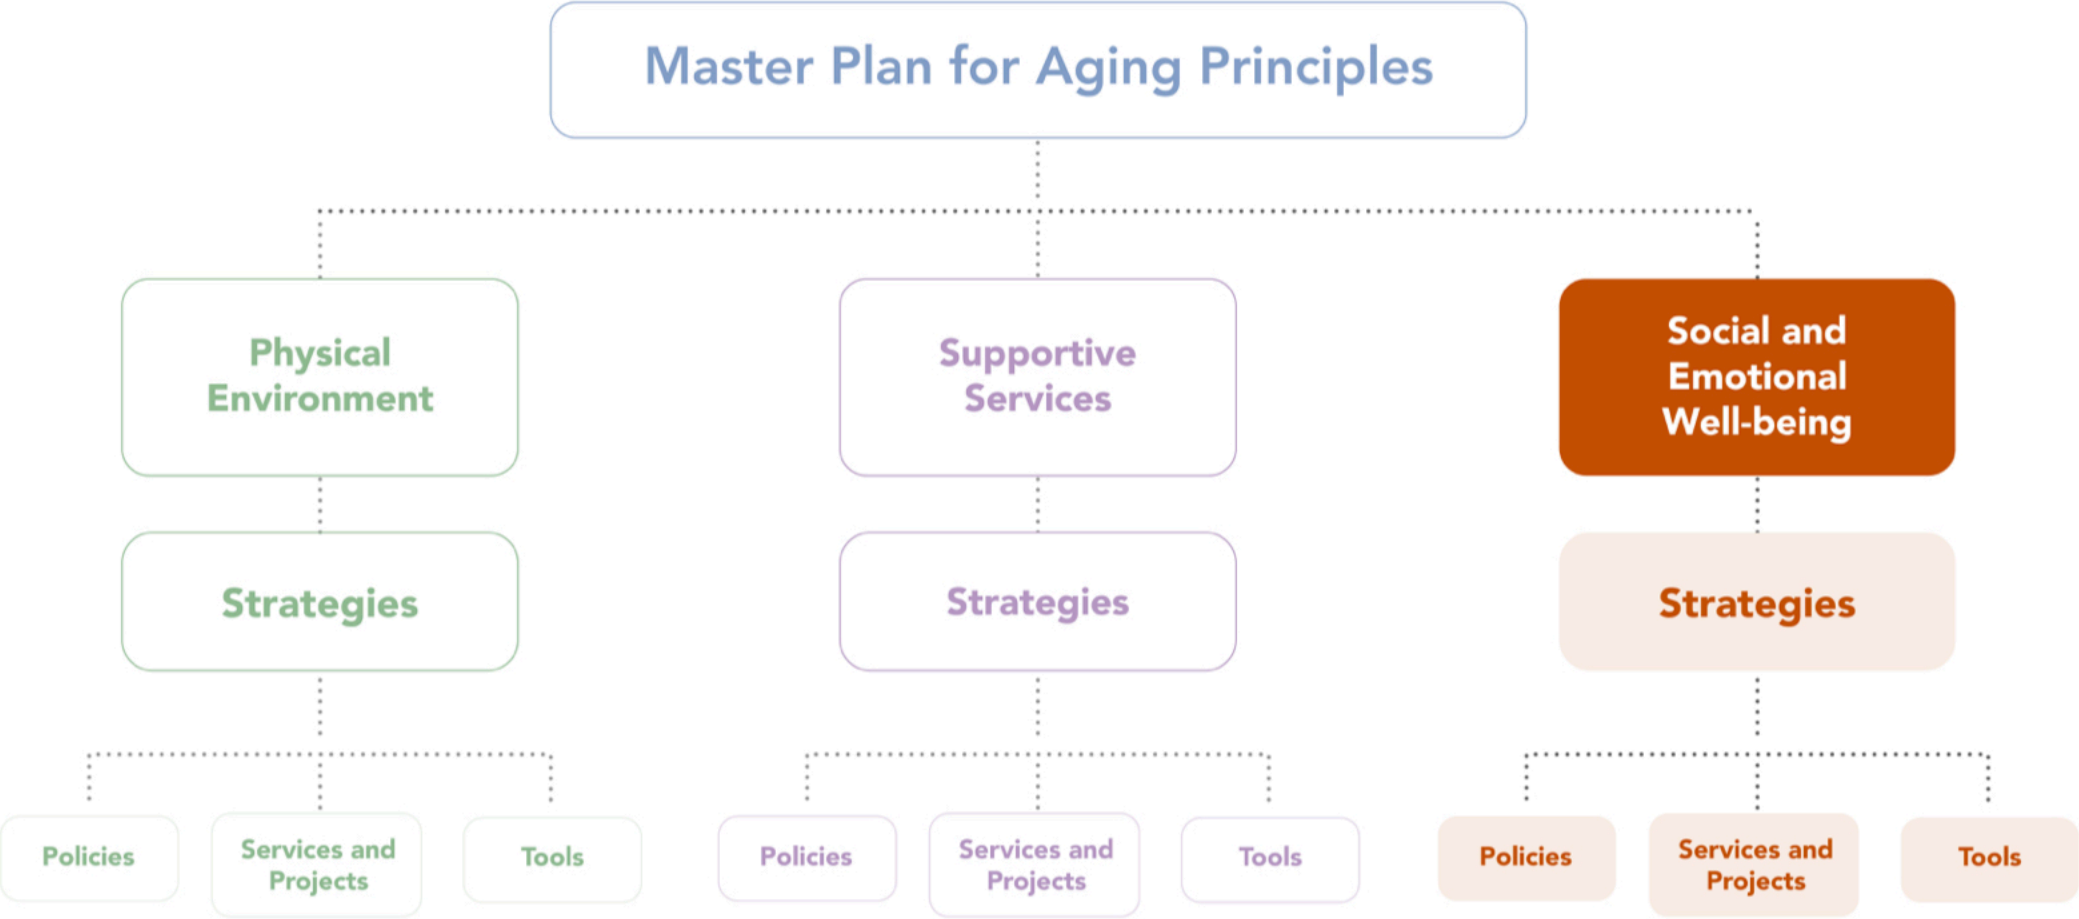 Master Plan for Aging Principles
Physical
Environment
Supportive
Services
Social and
Emotional
Well-being
Strategies
Strategies
Strategies
Policies
Services and
Projects
Tools
Policies
Services and
Projects
Tools
Policies
Services and
Projects
Tools